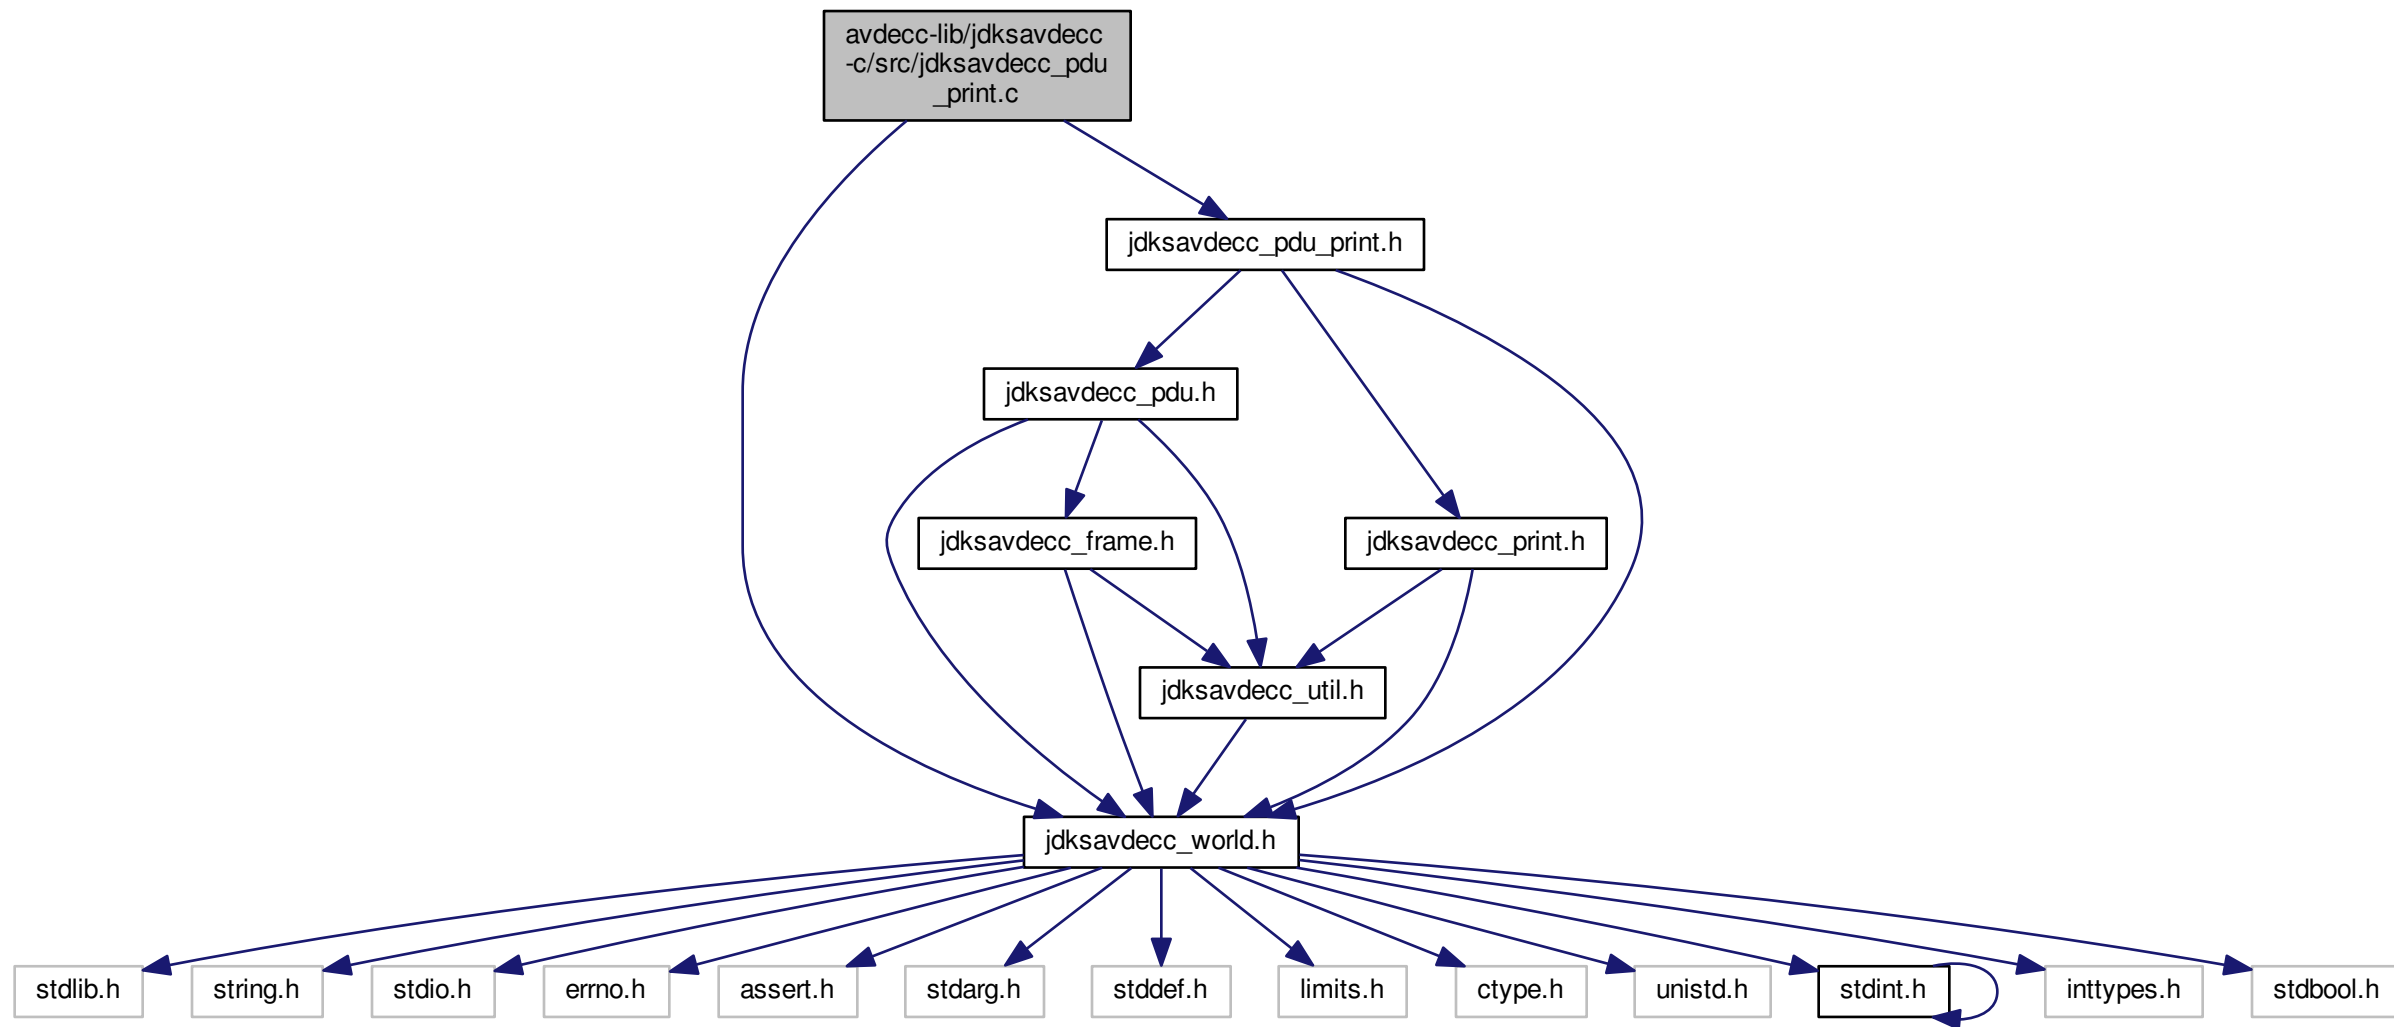 avdecc-lib/jdksavdecc
-c/src/jdksavdecc_pdu
_print.c
jdksavdecc_pdu_print.h
jdksavdecc_pdu.h
jdksavdecc_frame.h
jdksavdecc_print.h
jdksavdecc_util.h
jdksavdecc_world.h
stdlib.h
string.h
stdio.h
errno.h
assert.h
stdarg.h
stddef.h
limits.h
ctype.h
unistd.h
stdint.h
inttypes.h
stdbool.h